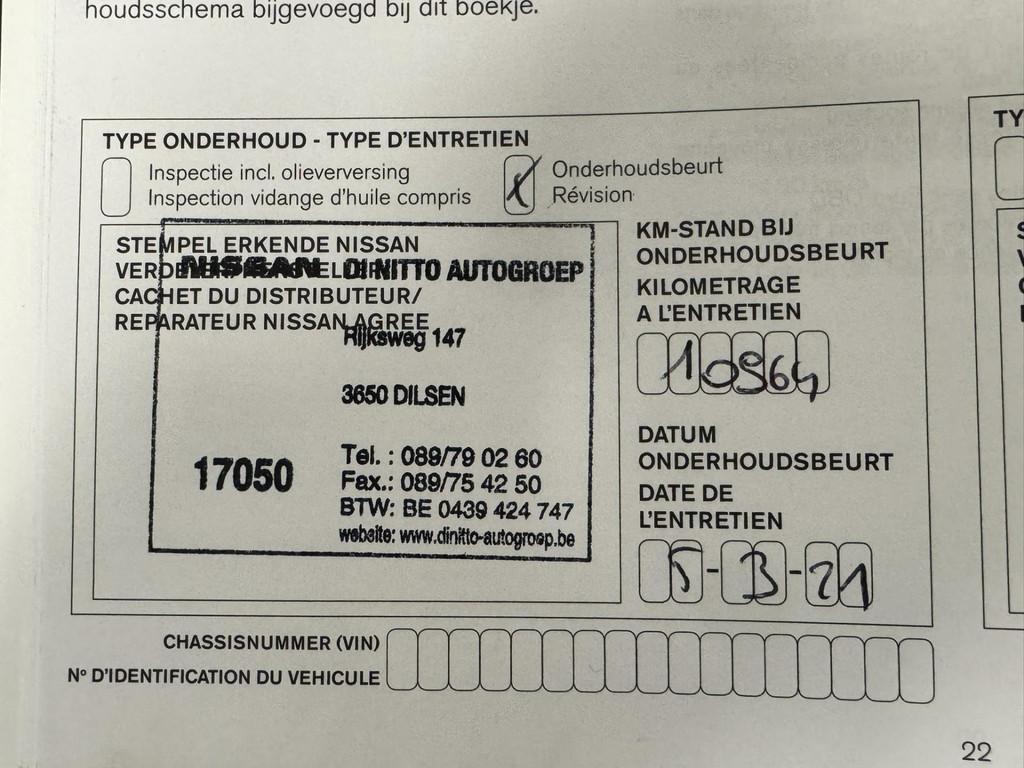 houdsschema bijgevoegd bij dit boekje.
TYPE ONDERHOUD - TYPE D'ENTRETIEN
TY
Inspectie incl. olieverversing
Inspection vidange d'huile compris
X
Onderhoudsbeurt
Révision
STEMPEL ERKENDE NISSAN
CACHET DU DISTRIBUTEUR/
REPARATEUR NISSAN AGREE
NISSAN DI NITTO AUTOGROEP
Rijksweg 147
3650 DILSEN
17050
Tel. : 089/79 02 60
Fax.: 089/75 42 50
BTW: BE 0439 424 747
website: www.dinitto-autogroep.be
KM-STAND BIJ
ONDERHOUDSBEURT
KILOMETRAGE
A L'ENTRETIEN
10964
DATUM
ONDERHOUDSBEURT
DATE DE
L'ENTRETIEN
5-3-21
CHASSISNUMMER (VIN)
Nº D'IDENTIFICATION DU VEHICULE
22